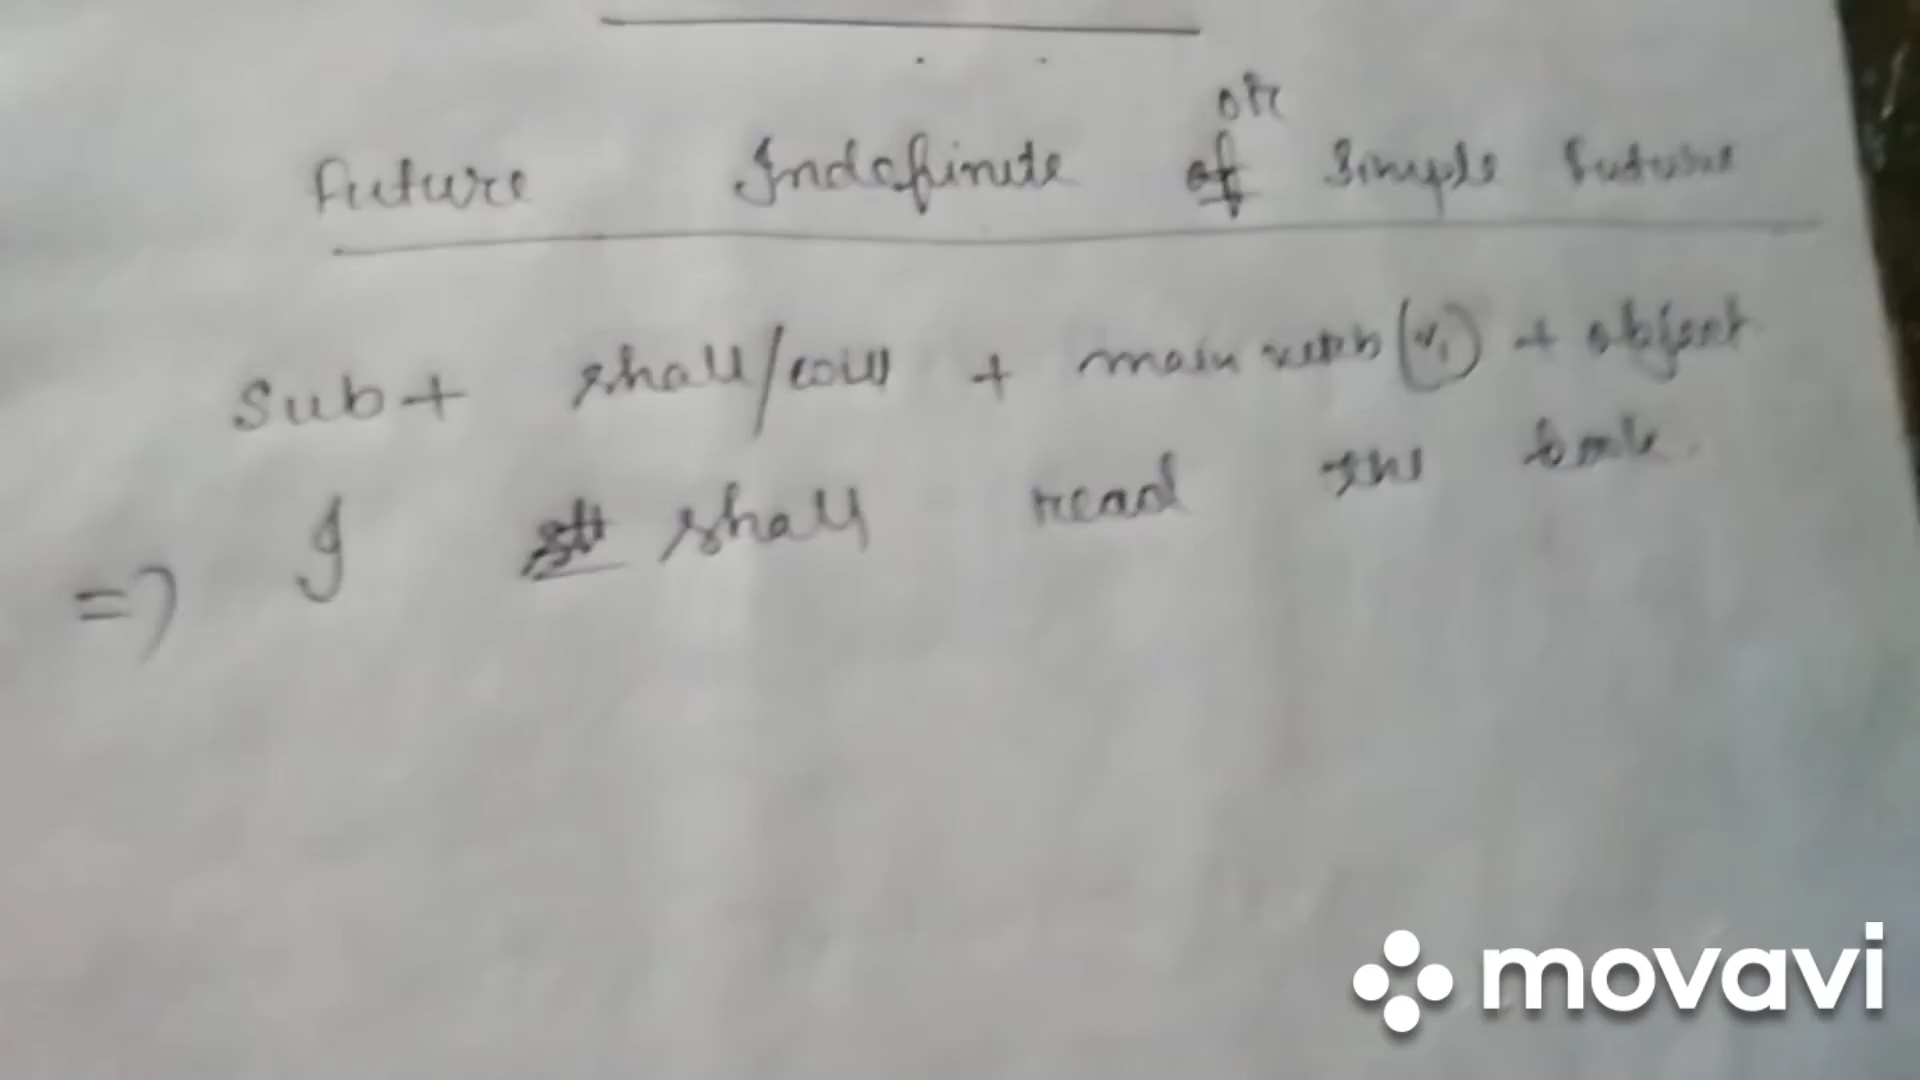 Future Indefinite or Simple Future
Sub + shall/will + main verb (v1) + object
=> I shall read the book.
movavi